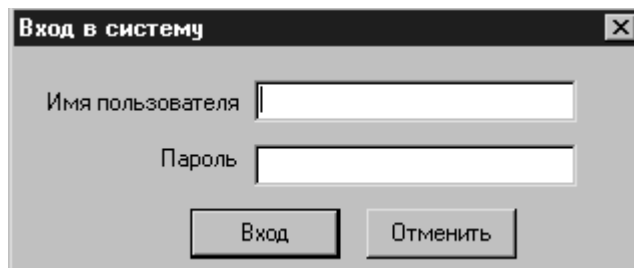 Вход в систему
Имя пользователя
Пароль
Вход Отменить